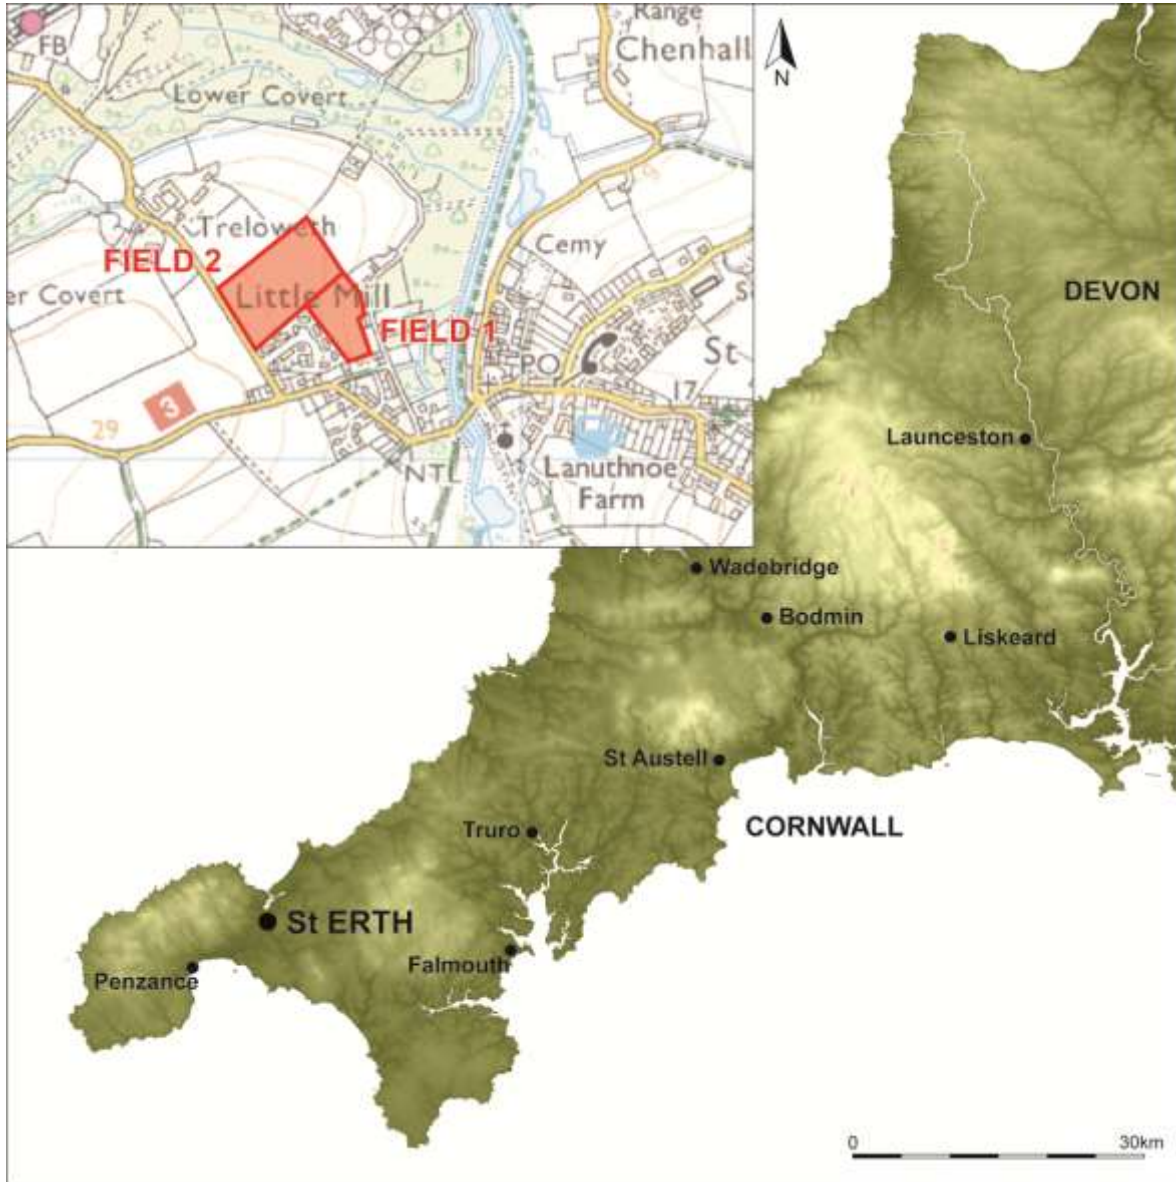 Range
Chenhall
FB
Lower Covert
N
Treloweth
Cemy
FIELD 2
er Covert
Little Mill
DEVON
FIELD 1
PO
St
S
3
17
29
Launceston
NTL
Lanuthnoe
Farm
Wadebridge
Bodmin
Liskeard
St Austell
Truro
CORNWALL
St ERTH
Falmouth
Penzance
0
30km